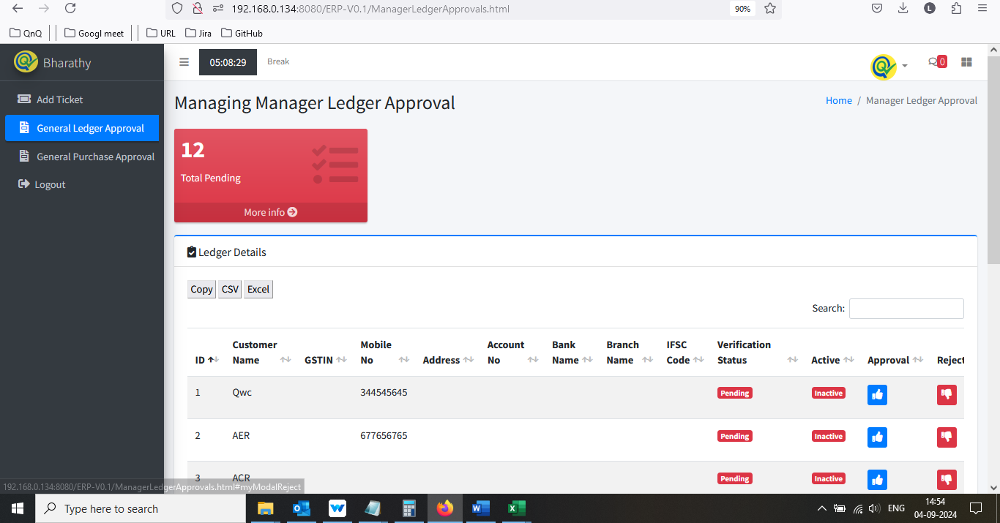 192.168.0.134:8080/ERP-V0.1/ManagerLedgerApprovals.html
90%
L
QnQ
Googl meet
URL
Jira
GitHub
Bharathy
05:08:29
Break
0
Add Ticket
General Ledger Approval
General Purchase Approval
Logout
Managing Manager Ledger Approval
Home / Manager Ledger Approval
12
Total Pending
More info
Ledger Details
Copy CSV Excel
Search:
ID Customer Name GSTIN Mobile No Address Account No Bank Name Branch Name IFSC Code Verification Status Active Approval Reject
1 Qwc 344545645 Pending Inactive
2 AER 677656765 Pending Inactive
3 ACR Pending Inactive
192.168.0.134:8080/ERP-V0.1/ManagerLedgerApprovals.html#myModalReject
Type here to search
ENG
14:54
04-09-2024